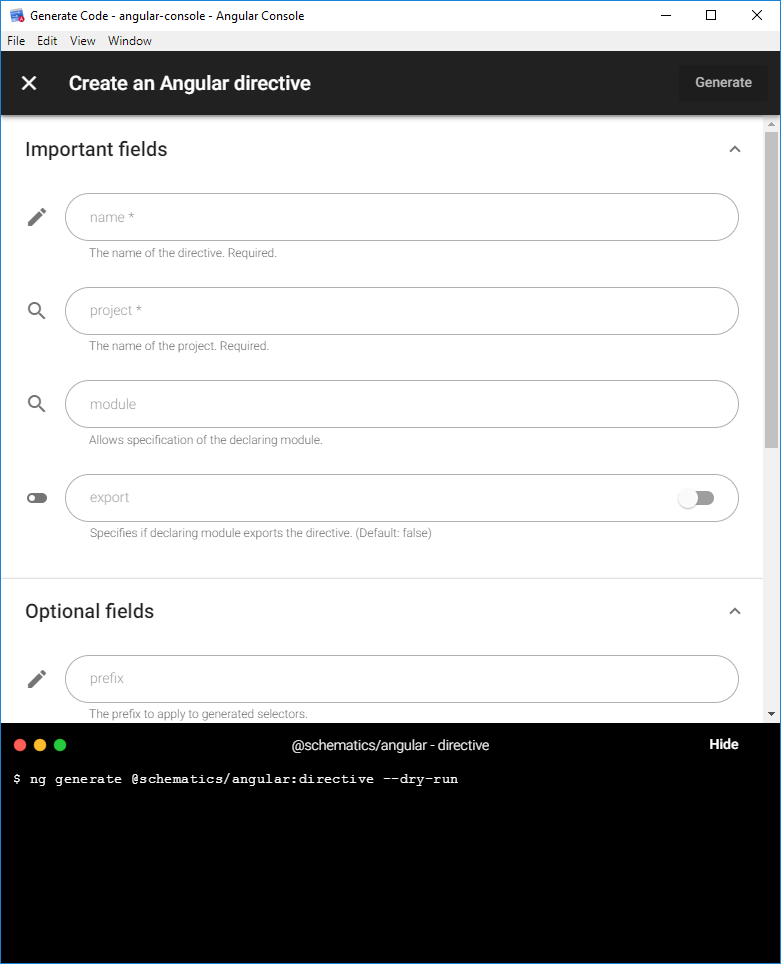 Generate Code - angular-console - Angular Console
File Edit View Window
Create an Angular directive
Generate
Important fields
name *
The name of the directive. Required.
project *
The name of the project. Required.
module
Allows specification of the declaring module.
export
Specifies if declaring module exports the directive. (Default: false)
Optional fields
prefix
The prefix to apply to generated selectors.
@schematics/angular - directive
Hide
$ ng generate @schematics/angular:directive --dry-run